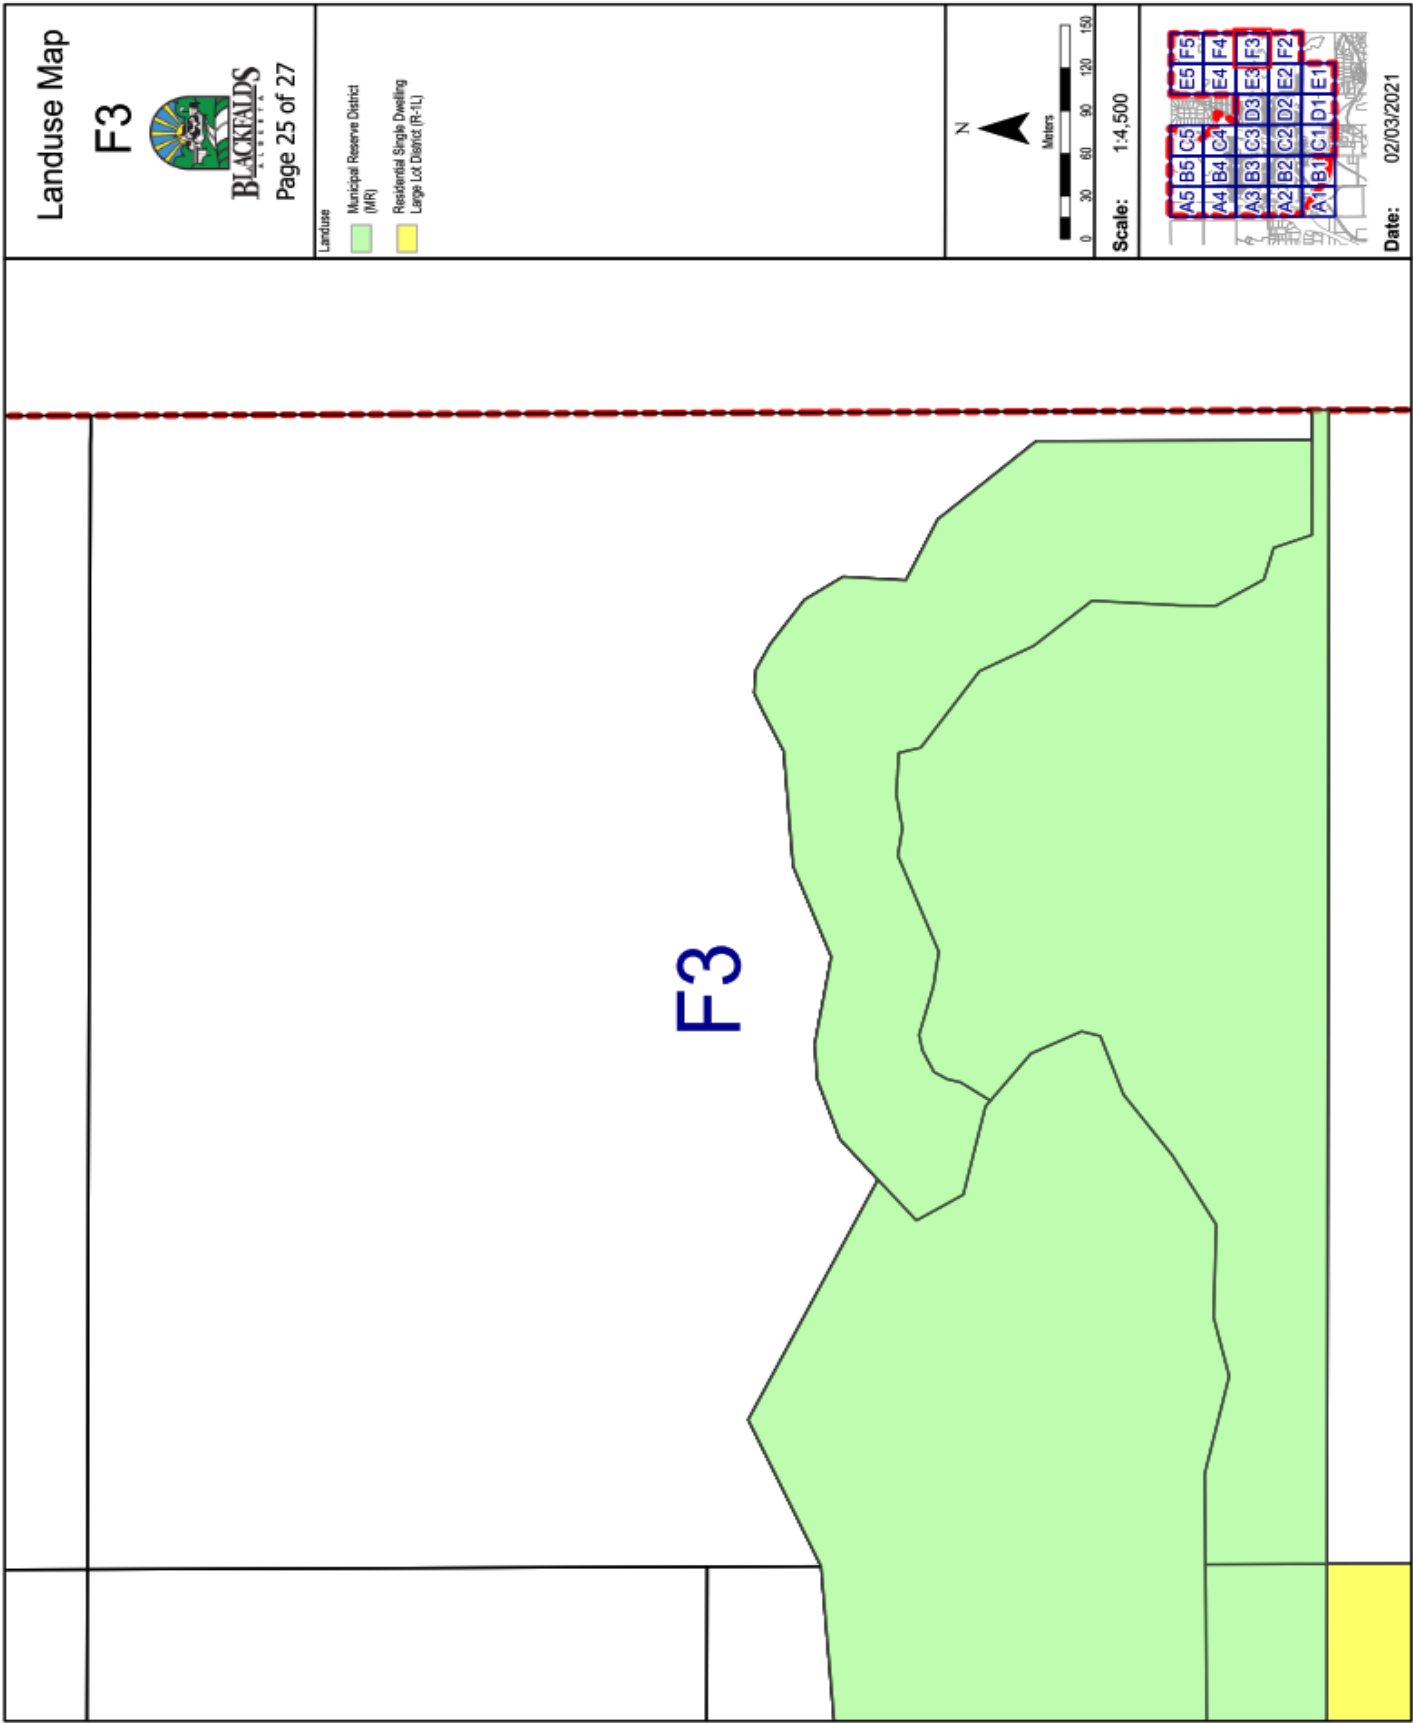 Landuse Map
F3
BLACKFALDS
ALBERTA
Page 25 of 27
Landuse
Municipal Reserve District
(MR)
Residential Single Dwelling
Large Lot District (R-1L)
N
Meters
0 30 60 90 120 150
Scale: 1:4,500
A5 B5 C5 E5 F5
A4 B4 C4 E4 F4
A3 B3 C3 D3 E3 F3
A2 B2 C2 D2 E2 F2
A1 B1 C1 D1 E1
Date: 02/03/2021
F3